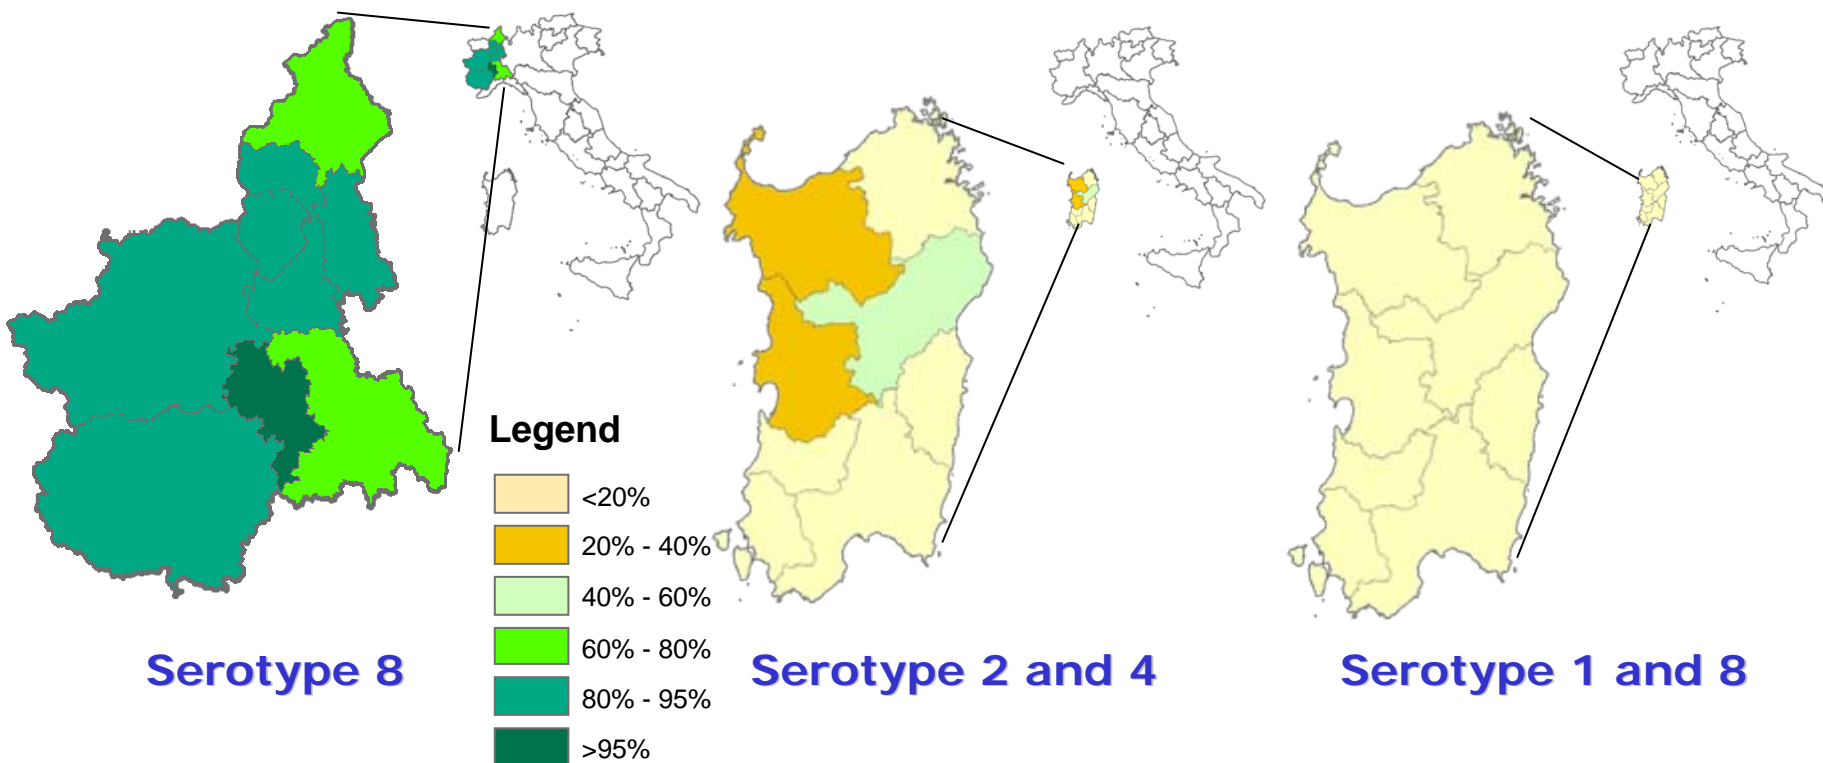 Legend
<20%
20% - 40%
40% - 60%
60% - 80%
80% - 95%
>95%
Serotype 8
Serotype 2 and 4
Serotype 1 and 8